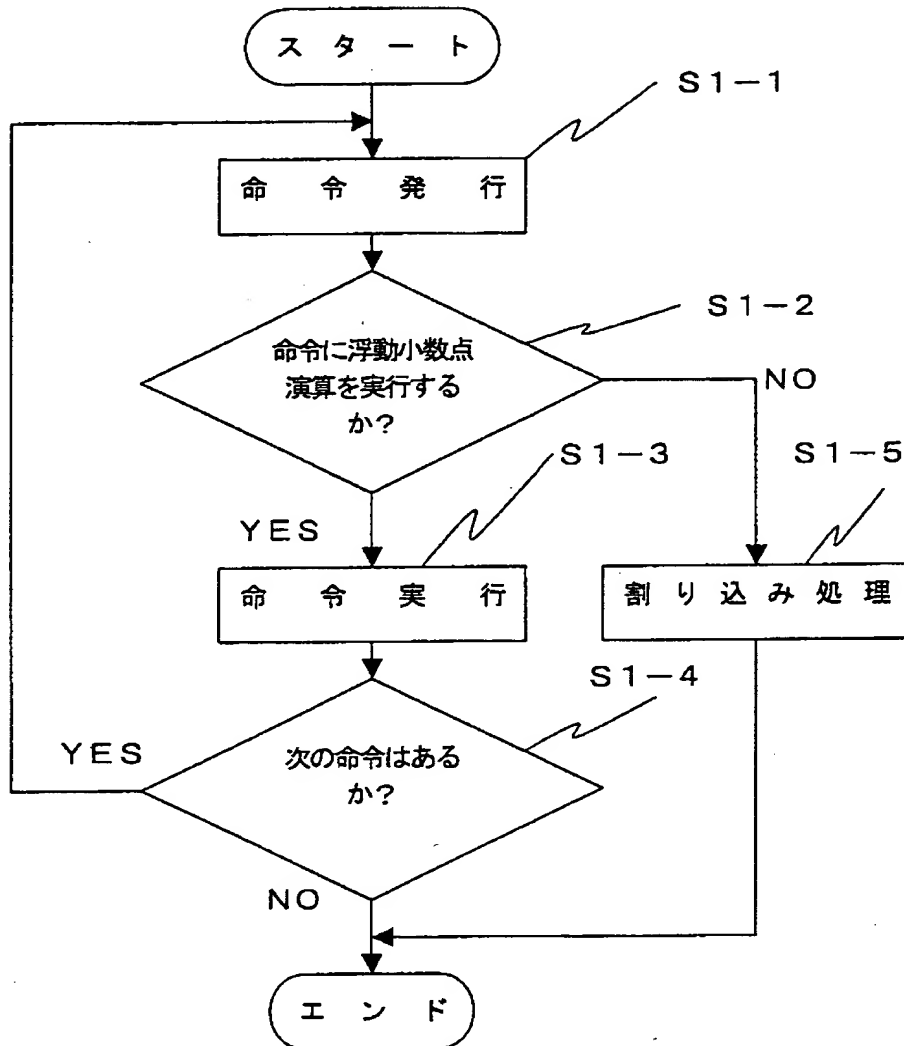 スタート
S1-1
命令発行
S1-2
命令に浮動小数点
演算を実行する
か?
NO
S1-3
S1-5
YES
命令実行
割り込み処理
S1-4
YES
次の命令はある
か?
NO
エンド